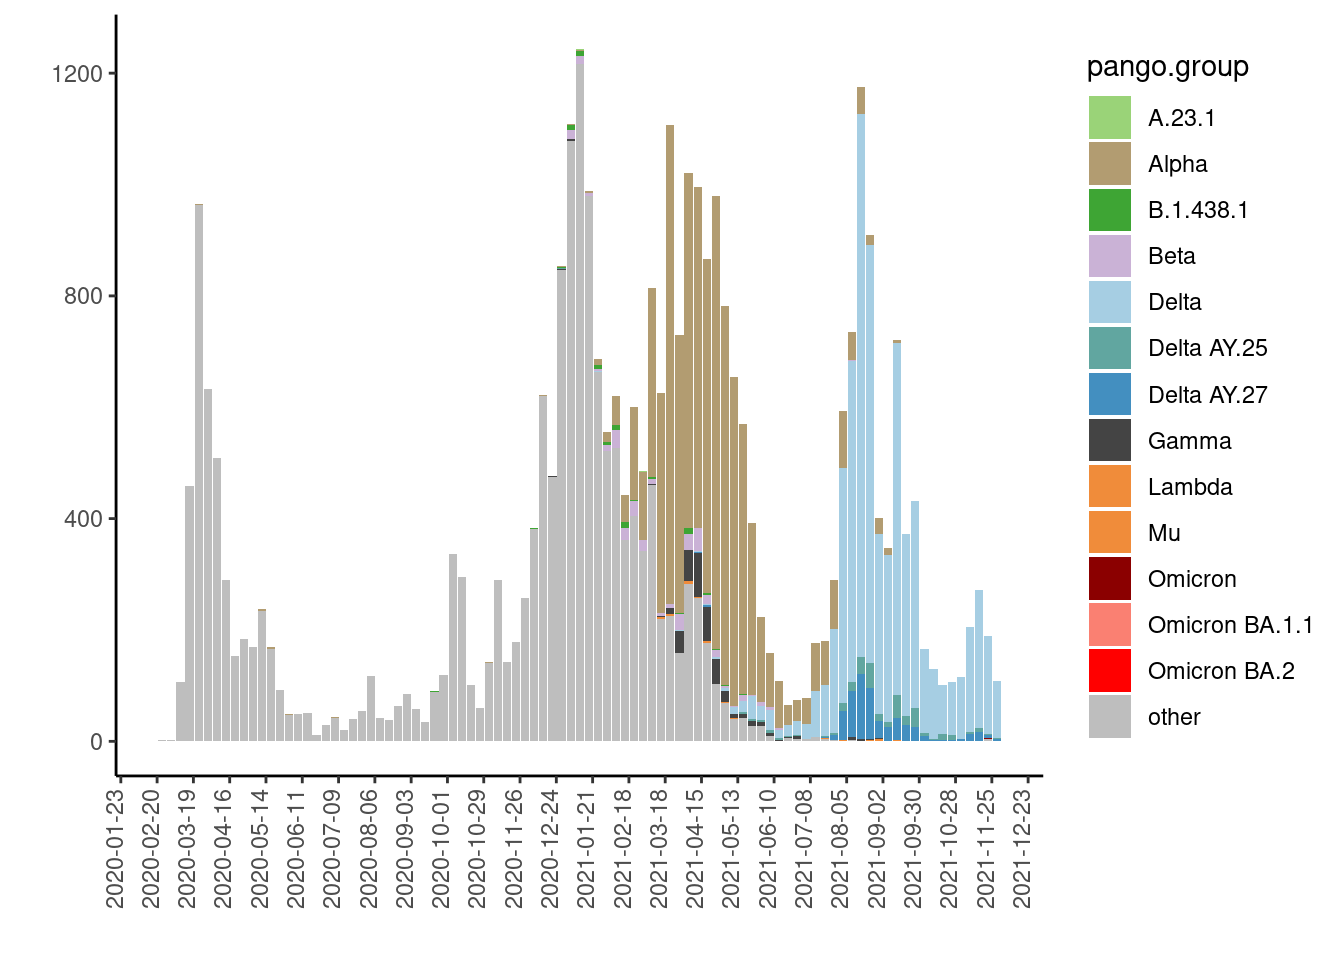 1200
800
400
0
2020-01-23
2020-02-20
2020-03-19
2020-04-16
2020-05-14
2020-06-11
2020-07-09
2020-08-06
2020-09-03
2020-10-01
2020-10-29
2020-11-26
2020-12-24
2021-01-21
2021-02-18
2021-03-18
2021-04-15
2021-05-13
2021-06-10
2021-07-08
2021-08-05
2021-09-02
2021-09-30
2021-10-28
2021-11-25
2021-12-23
pango.group
A.23.1
Alpha
B.1.438.1
Beta
Delta
Delta AY.25
Delta AY.27
Gamma
Lambda
Mu
Omicron
Omicron BA.1.1
Omicron BA.2
other